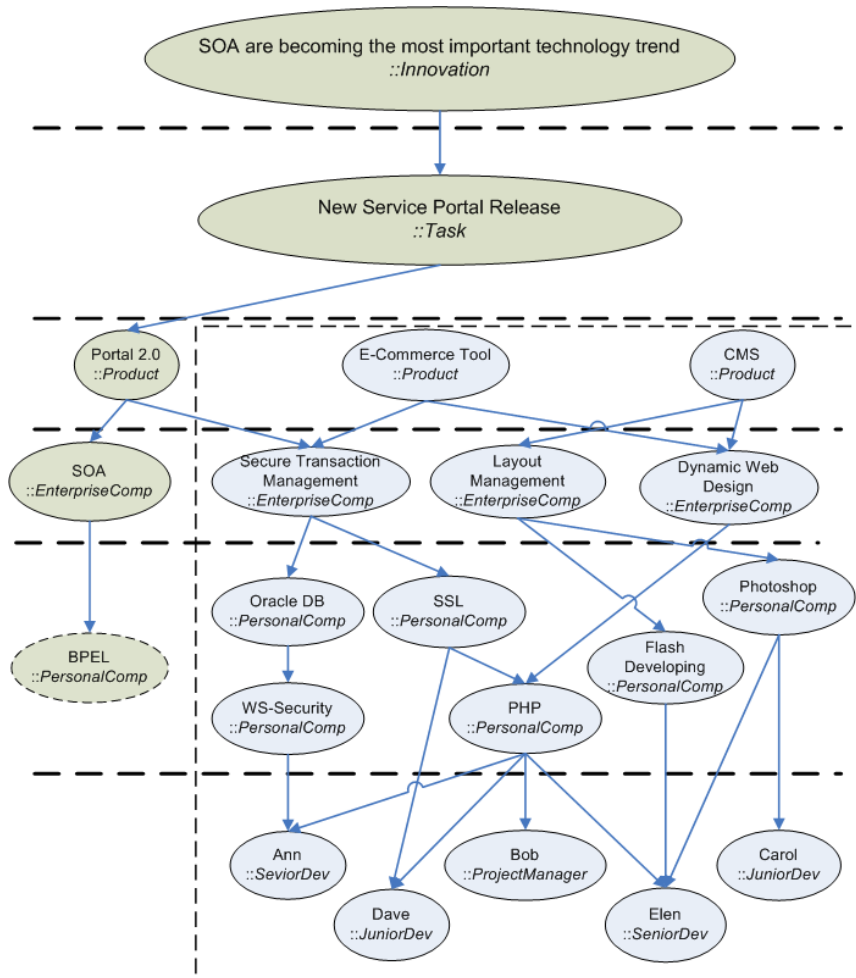 SOA are becoming the most important technology trend
::Innovation
New Service Portal Release
::Task
Portal 2.0
::Product
E-Commerce Tool
::Product
CMS
::Product
SOA
::EnterpriseComp
Secure Transaction
Management
::EnterpriseComp
Layout
Management
::EnterpriseComp
Dynamic Web
Design
::EnterpriseComp
Oracle DB
::PersonalComp
SSL
::PersonalComp
Photoshop
::PersonalComp
BPEL
::PersonalComp
Flash
Developing
::PersonalComp
WS-Security
::PersonalComp
PHP
::PersonalComp
Ann
::SeviorDev
Bob
::ProjectManager
Carol
::JuniorDev
Dave
::JuniorDev
Elen
::SeniorDev